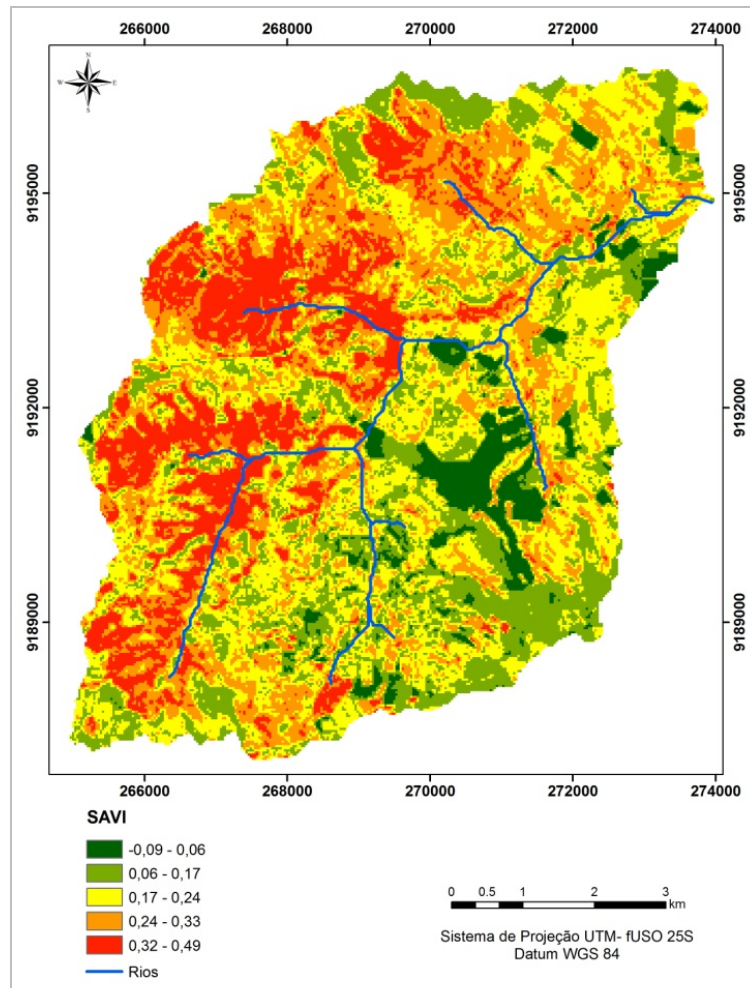 266000 268000 270000 272000 274000
N
W E
S
9195000 9195000
9192000 9192000
9189000 9189000
266000 268000 270000 272000 274000
SAVI
-0,09 - 0,06
0,06 - 0,17
0,17 - 0,24
0,24 - 0,33
0,32 - 0,49
Rios
0 0.5 1 2 3
km
Sistema de Projeção UTM- fUSO 25S
Datum WGS 84